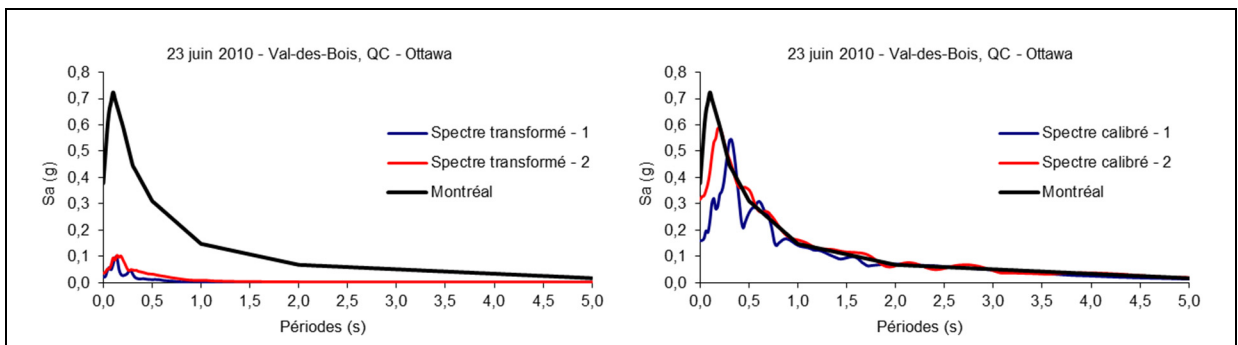 23 juin 2010 - Val-des-Bois, QC - Ottawa
0,8
0,7
0,6
0,5
0,4
0,3
0,2
0,1
0,0
Sa (g)
Spectre transformé - 1
Spectre transformé - 2
Montréal
0,0 0,5 1,0 1,5 2,0 2,5 3,0 3,5 4,0 4,5 5,0
Périodes (s)
23 juin 2010 - Val-des-Bois, QC - Ottawa
0,8
0,7
0,6
0,5
0,4
0,3
0,2
0,1
0,0
Sa (g)
Spectre calibré - 1
Spectre calibré - 2
Montréal
0,0 0,5 1,0 1,5 2,0 2,5 3,0 3,5 4,0 4,5 5,0
Périodes (s)